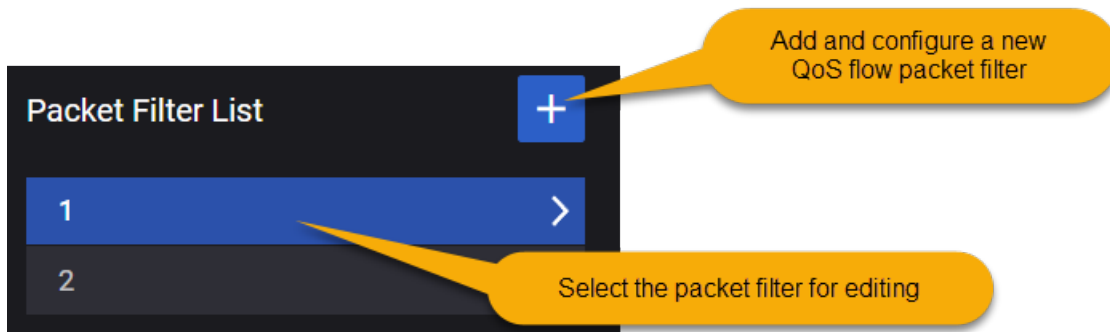 Add and configure a new
QoS flow packet filter
Packet Filter List
1
2
Select the packet filter for editing